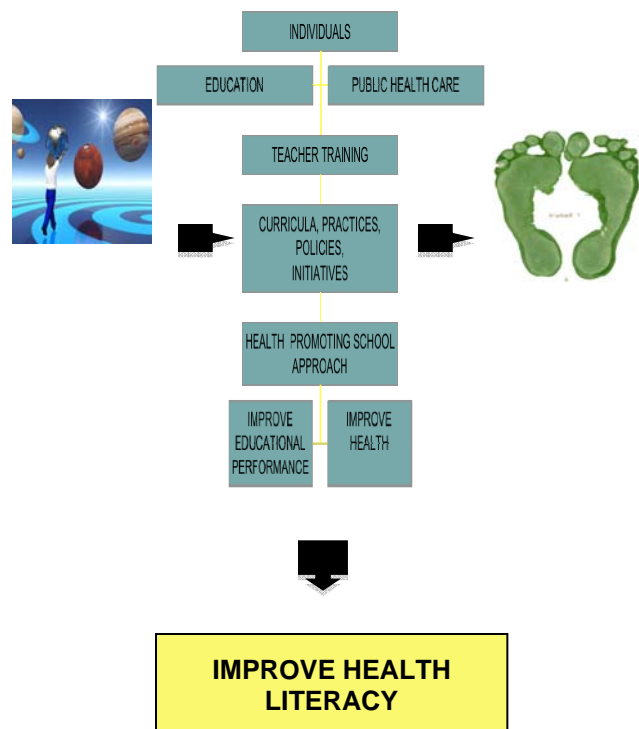 INDIVIDUALS
EDUCATION
PUBLIC HEALTH CARE
TEACHER TRAINING
CURRICULA, PRACTICES,
POLICIES,
INITIATIVES
HEALTH PROMOTING SCHOOL
APPROACH
IMPROVE
EDUCATIONAL
PERFORMANCE
IMPROVE
HEALTH
IMPROVE HEALTH
LITERACY